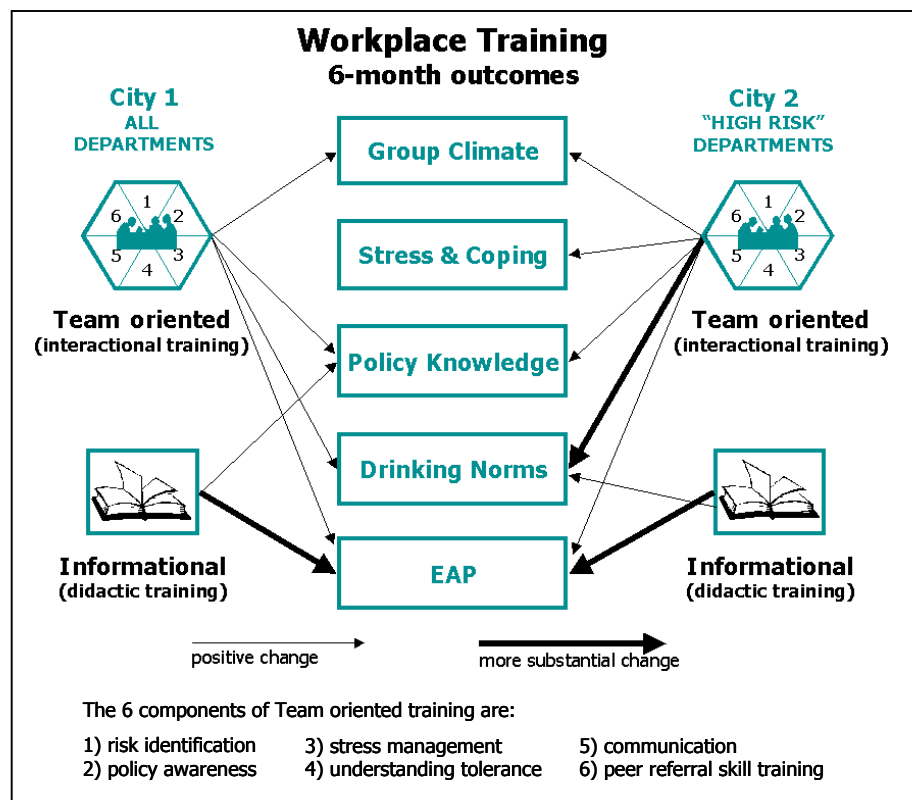 Workplace Training
6-month outcomes
City 1
ALL
DEPARTMENTS
City 2
"HIGH RISK"
DEPARTMENTS
1
2
3
4
5
6
Team oriented
(interactional training)
Informational
(didactic training)
Group Climate
Stress & Coping
Policy Knowledge
Drinking Norms
EAP
1
2
3
4
5
6
Team oriented
(interactional training)
Informational
(didactic training)
positive change
more substantial change
The 6 components of Team oriented training are:
1) risk identification
2) policy awareness
3) stress management
4) understanding tolerance
5) communication
6) peer referral skill training